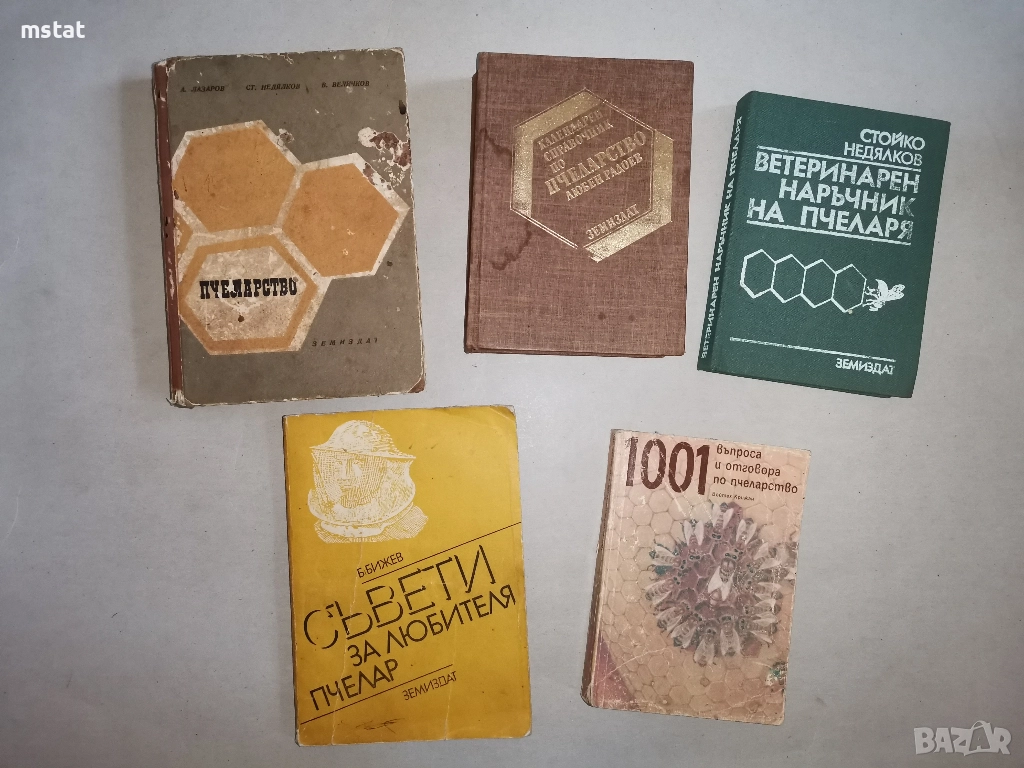 mstat
А. ЛАЗАРОВ СТ. НЕДЯЛКОВ В. ВЕЛИЧКОВ
ПЧЕЛАРСТВО
ЗЕМИЗДАТ
КАЛЕНДАРЕН
СПРАВОЧНИК
ПО
ПЧЕЛАРСТВО
ЛЮБЕН РАДОЕВ
ЗЕМИЗДАТ
ВЕТЕРИНАРЕН НАРЪЧНИК НА ПЧЕЛАРЯ
СТОЙКО
НЕДЯЛКОВ
ВЕТЕРИНАРЕН
НАРЪЧНИК
НА ПЧЕЛАРЯ
ЗЕМИЗДАТ
Б. БИЖЕВ
СЪВЕТИ
ЗА ЛЮБИТЕЛЯ
ПЧЕЛАР
ЗЕМИЗДАТ
1001 въпроса
и отговора
по пчеларство
BAZAR